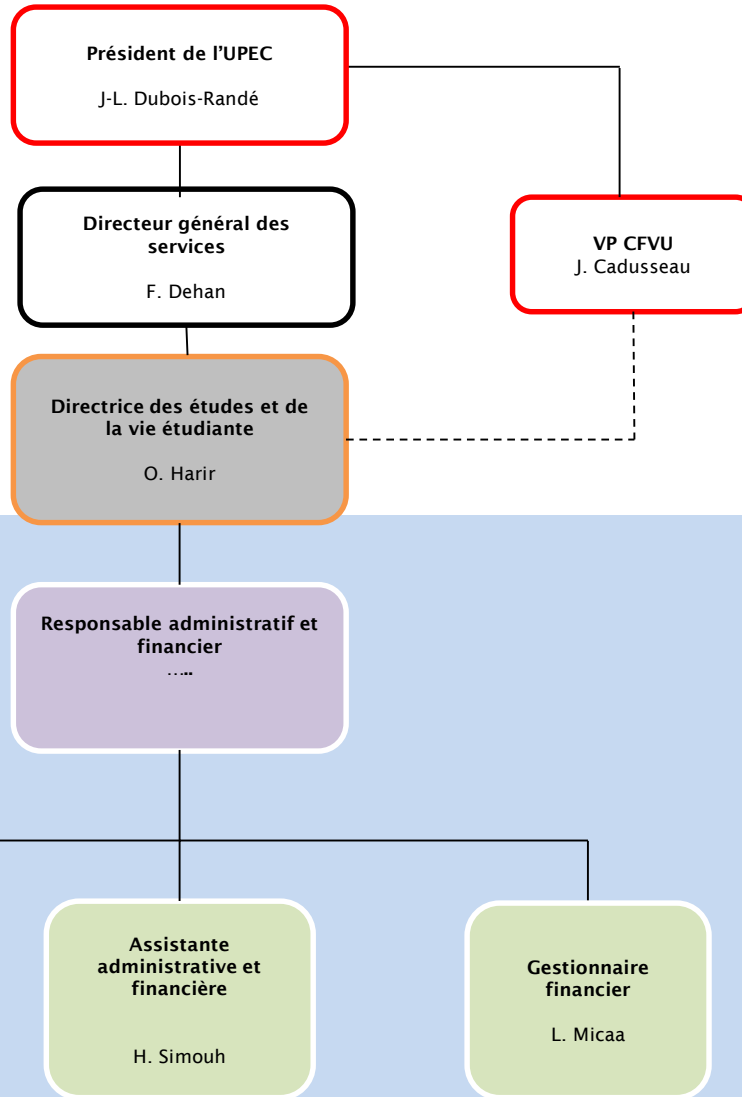 Président de l'UPEC
J-L. Dubois-Randé
Directeur général des
services
F. Dehan
VP CFVU
J. Cadusseau
Directrice des études et de
la vie étudiante
O. Harir
Responsable administratif et
financier
…..
Assistante
administrative et
financière
H. Simouh
Gestionnaire
financier
L. Micaa